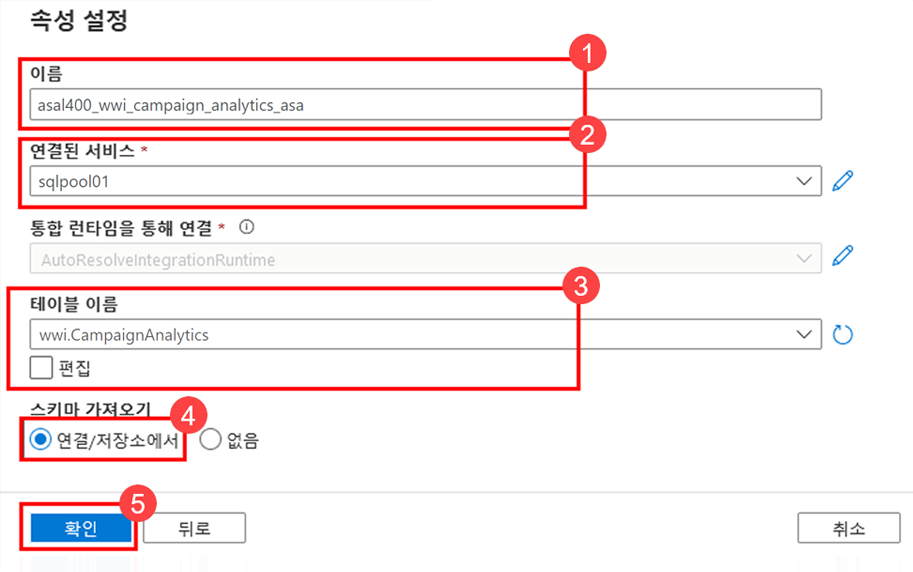 속성 설정
1
이름
asal400_wwi_campaign_analytics_asa
2
연결된 서비스 *
sqlpool01
통합 런타임을 통해 연결 *
AutoResolveIntegrationRuntime
3
테이블 이름
wwi.CampaignAnalytics
편집
스키마 가져오기
4
연결/저장소에서 없음
5
확인 뒤로 취소